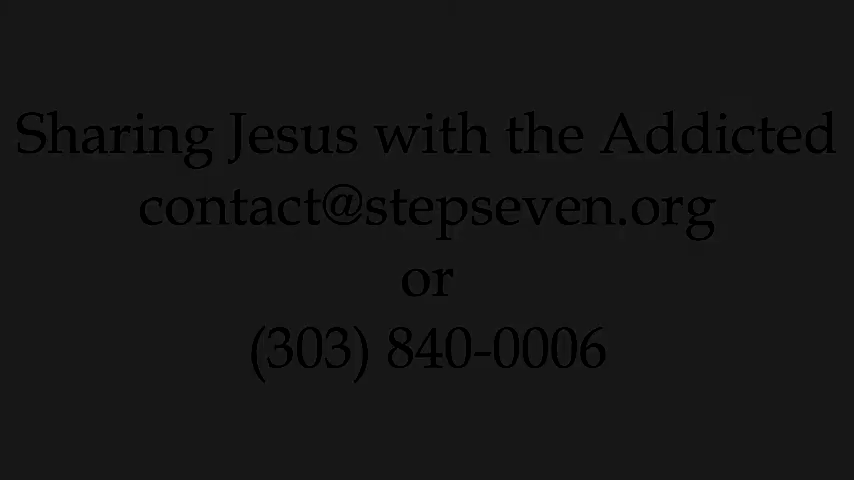 Sharing Jesus with the Addicted
contact@stepseven.org
or
(303) 840-0006